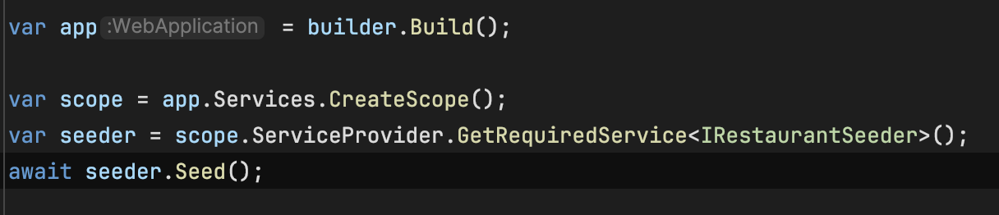 var app :WebApplication = builder.Build();
var scope = app.Services.CreateScope();
var seeder = scope.ServiceProvider.GetRequiredService<IRestaurantSeeder>();
await seeder.Seed();